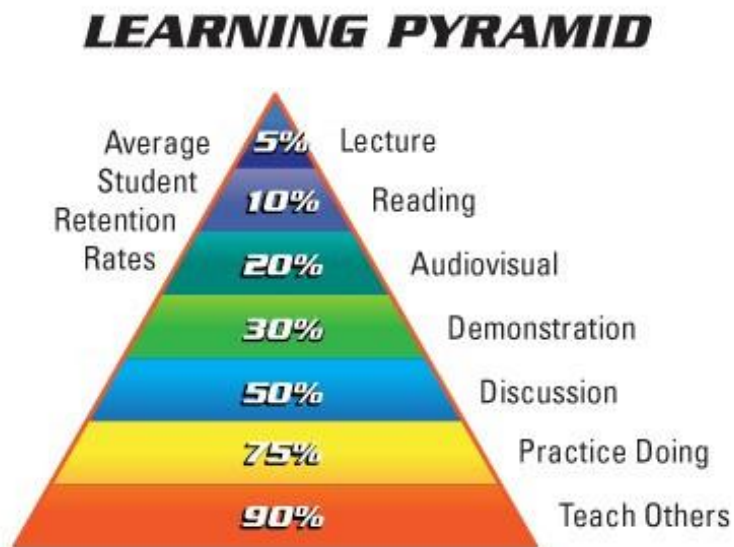 LEARNING PYRAMID
Average
Student
Retention
Rates
5% Lecture
10% Reading
20% Audiovisual
30% Demonstration
50% Discussion
75% Practice Doing
90% Teach Others